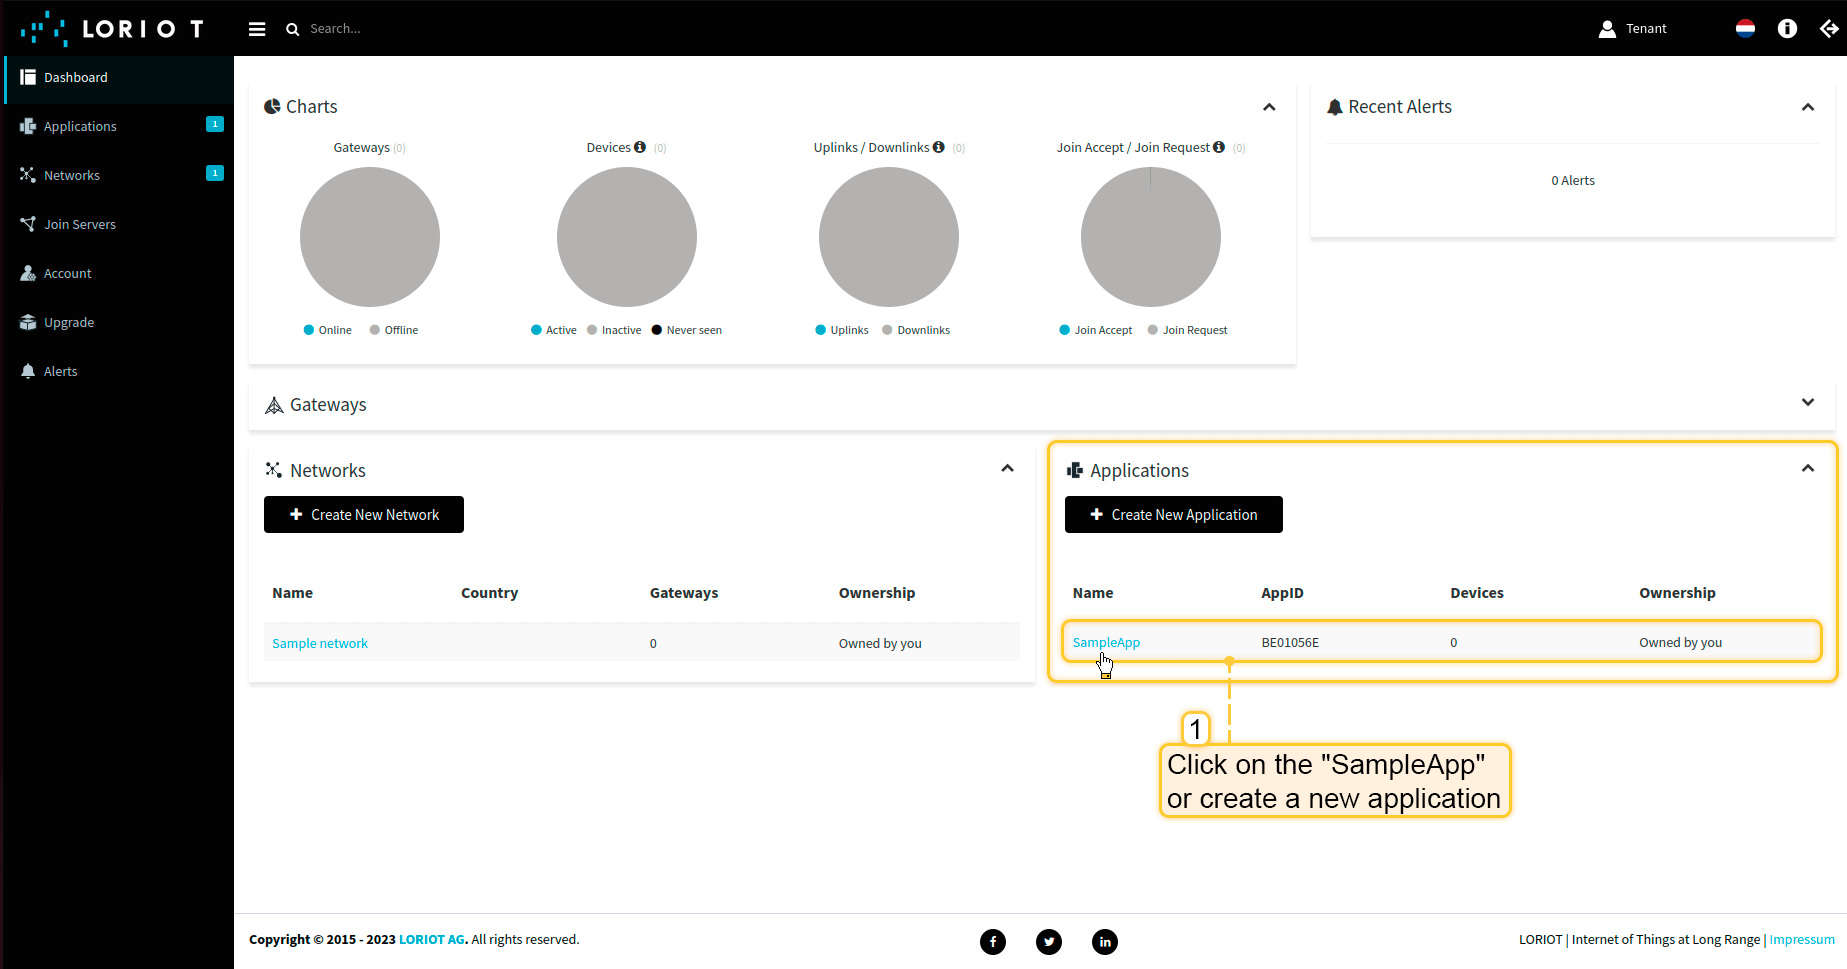 LORIOT
Search...
Tenant
Dashboard
Applications 1
Networks 1
Join Servers
Account
Upgrade
Alerts
Charts
Gateways (0)
Devices (0)
Uplinks / Downlinks (0)
Join Accept / Join Request (0)
Online Offline
Active Inactive Never seen
Uplinks Downlinks
Join Accept Join Request
Recent Alerts
0 Alerts
Gateways
Networks
Create New Network
Name Country Gateways Ownership
Sample network 0 Owned by you
Applications
Create New Application
Name AppID Devices Ownership
SampleApp BE01056E 0 Owned by you
1
Click on the "SampleApp"
or create a new application
Copyright © 2015 - 2023 LORIOT AG. All rights reserved.
LORIOT | Internet of Things at Long Range | Impressum